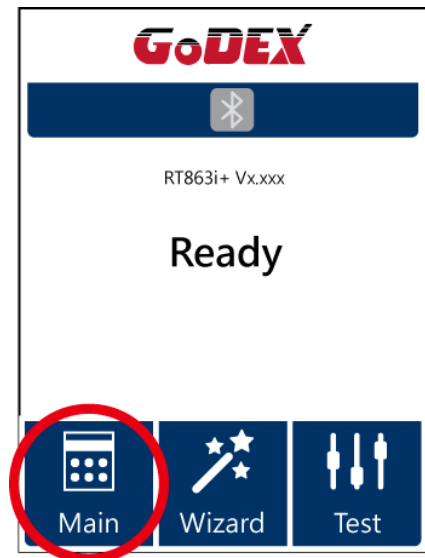 GoDEX
RT863i+ Vx.xxx
Ready
Main
Wizard
Test